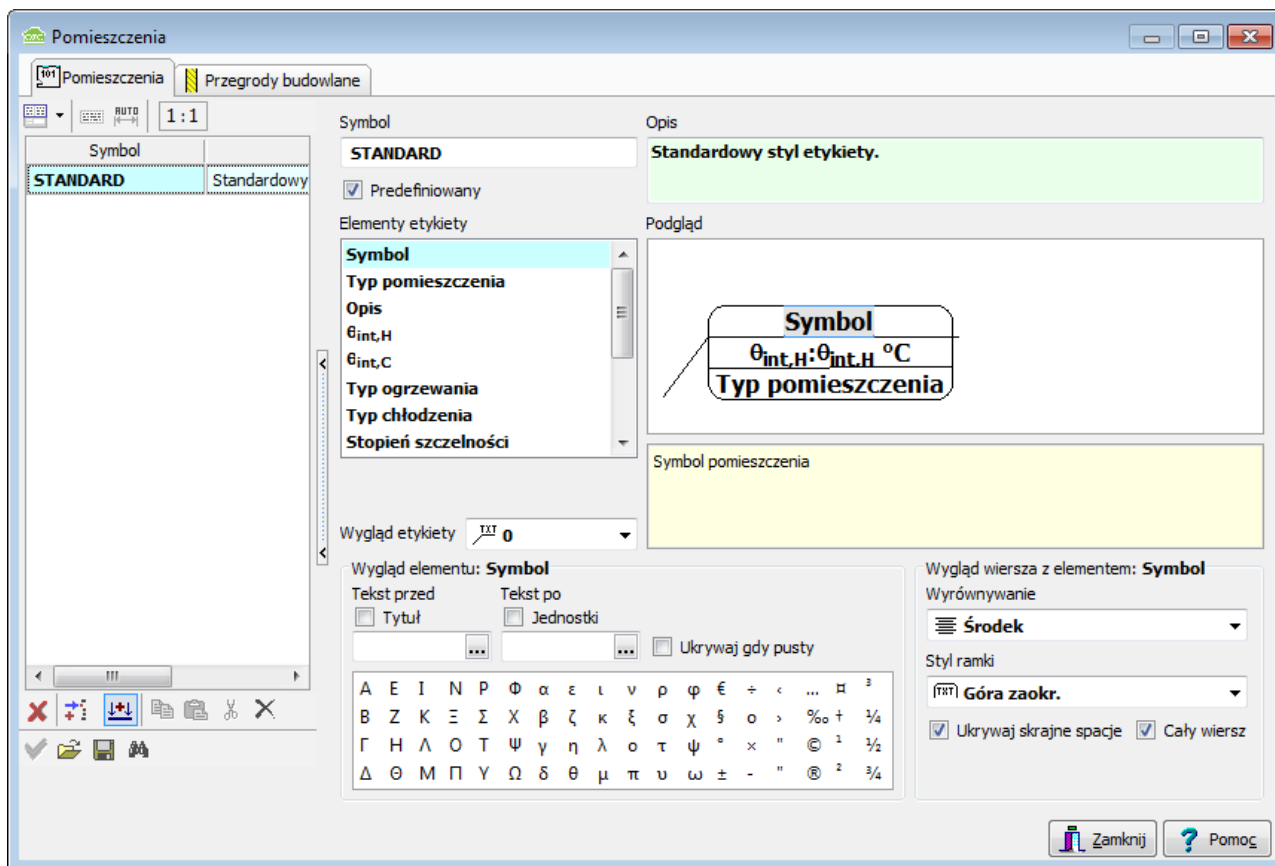 Pomieszczenia
Pomieszczenia Przegrody budowlane
AUTO 1:1
Symbol
STANDARD Standardowy
Symbol
STANDARD
Predefiniowany
Opis
Standardowy styl etykiety.
Elementy etykiety
Symbol
Typ pomieszczenia
Opis
θint,H
θint,C
Typ ogrzewania
Typ chłodzenia
Stopień szczelności
Podgląd
Symbol
θint,H:θint,H °C
Typ pomieszczenia
Symbol pomieszczenia
Wygląd etykiety TXT 0
Wygląd elementu: Symbol
Tekst przed Tekst po
Tytuł Jednostki
... ... Ukrywaj gdy pusty
Α Ε Ι Ν Ρ Φ α ε ι ν ρ φ € ÷ ‹ … ¤ ³
Β Ζ Κ Ξ Σ Χ β ζ κ ξ σ χ § ο › ‰ + ¼
Γ Η Λ Ο Τ Ψ γ η λ ο τ ψ ° × " © ¹ ½
Δ Θ Μ Π Υ Ω δ θ μ π υ ω ± - " ® ² ¾
Wygląd wiersza z elementem: Symbol
Wyrównywanie
Środek
Styl ramki
TXT Góra zaokr.
Ukrywaj skrajne spacje Cały wiersz
Zamknij Pomoc